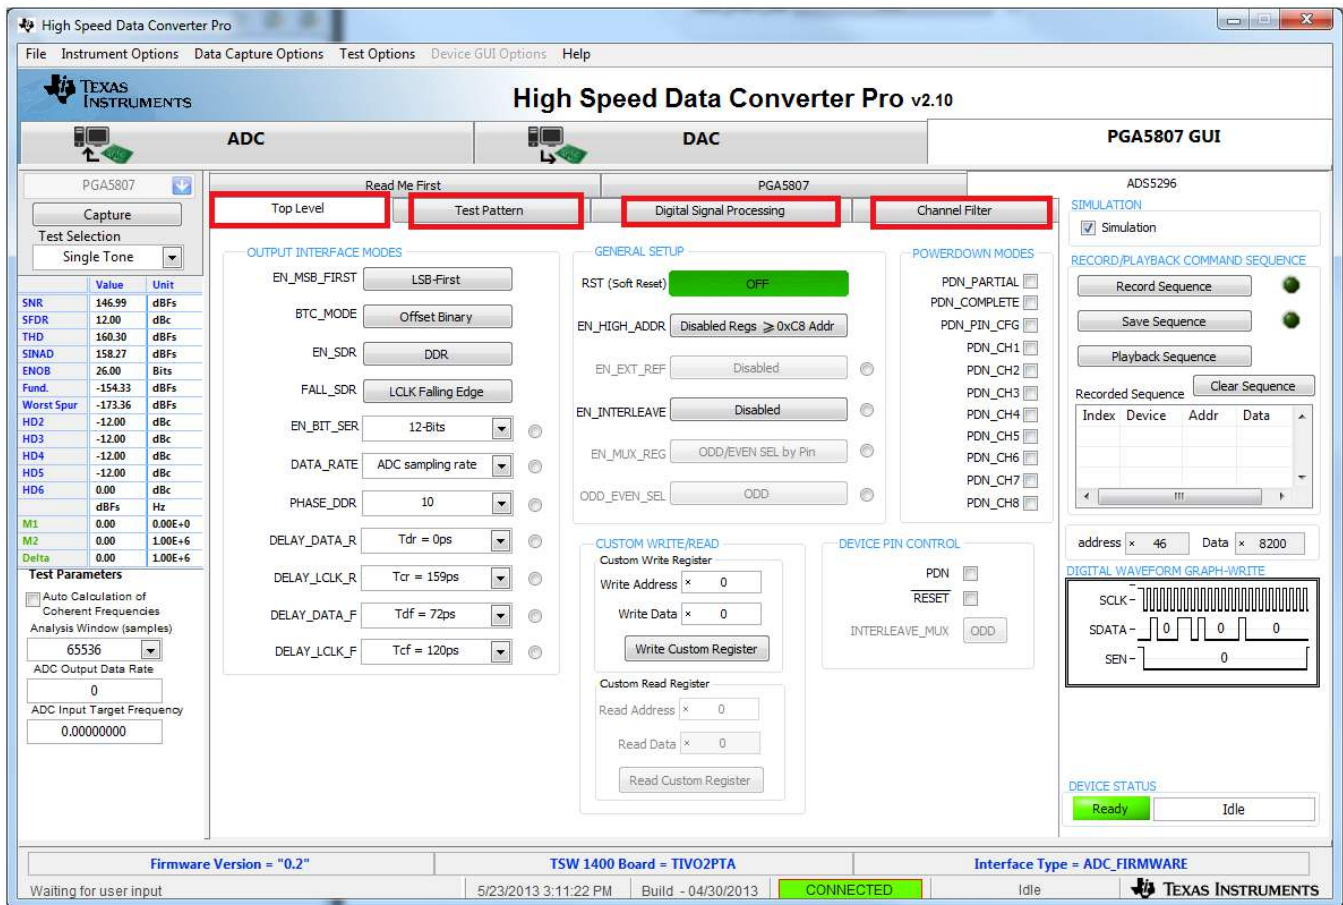 High Speed Data Converter Pro
File Instrument Options Data Capture Options Test Options Device GUI Options Help
TEXAS INSTRUMENTS
High Speed Data Converter Pro v2.10
ADC
DAC
PGA5807 GUI
PGA5807
Capture
Test Selection
Single Tone
Value Unit
SNR 146.99 dBFs
SFDR 12.00 dBc
THD 160.30 dBFs
SINAD 158.27 dBFs
ENOB 26.00 Bits
Fund. -154.33 dBFs
Worst Spur -173.36 dBFs
HD2 -12.00 dBc
HD3 -12.00 dBc
HD4 -12.00 dBc
HD5 -12.00 dBc
HD6 0.00 dBc
dBFs Hz
M1 0.00 0.00E+0
M2 0.00 1.00E+6
Delta 0.00 1.00E+6
Test Parameters
Auto Calculation of
Coherent Frequencies
Analysis Window (samples)
65536
ADC Output Data Rate
0
ADC Input Target Frequency
0.00000000
Read Me First
PGA5807
ADS5296
Top Level
Test Pattern
Digital Signal Processing
Channel Filter
OUTPUT INTERFACE MODES
EN_MSB_FIRST LSB-First
BTC_MODE Offset Binary
EN_SDR DDR
FALL_SDR LCLK Falling Edge
EN_BIT_SER 12-Bits
DATA_RATE ADC sampling rate
PHASE_DDR 10
DELAY_DATA_R Tdr = 0ps
DELAY_LCLK_R Tcr = 159ps
DELAY_DATA_F Tdf = 72ps
DELAY_LCLK_F Tcf = 120ps
GENERAL SETUP
RST (Soft Reset) OFF
EN_HIGH_ADDR Disabled Regs ⩾ 0xC8 Addr
EN_EXT_REF Disabled
EN_INTERLEAVE Disabled
EN_MUX_REG ODD/EVEN SEL by Pin
ODD_EVEN_SEL ODD
CUSTOM WRITE/READ
Custom Write Register
Write Address × 0
Write Data × 0
Write Custom Register
Custom Read Register
Read Address × 0
Read Data × 0
Read Custom Register
POWERDOWN MODES
PDN_PARTIAL
PDN_COMPLETE
PDN_PIN_CFG
PDN_CH1
PDN_CH2
PDN_CH3
PDN_CH4
PDN_CH5
PDN_CH6
PDN_CH7
PDN_CH8
DEVICE PIN CONTROL
PDN
RESET
INTERLEAVE_MUX ODD
SIMULATION
Simulation
RECORD/PLAYBACK COMMAND SEQUENCE
Record Sequence
Save Sequence
Playback Sequence
Recorded Sequence Clear Sequence
Index Device Addr Data
address × 46 Data × 8200
DIGITAL WAVEFORM GRAPH-WRITE
SCLK
SDATA 0 0 0
SEN 0
DEVICE STATUS
Ready Idle
Firmware Version = "0.2"
TSW 1400 Board = TIVO2PTA
Interface Type = ADC_FIRMWARE
Waiting for user input
5/23/2013 3:11:22 PM
Build - 04/30/2013
CONNECTED
Idle
TEXAS INSTRUMENTS